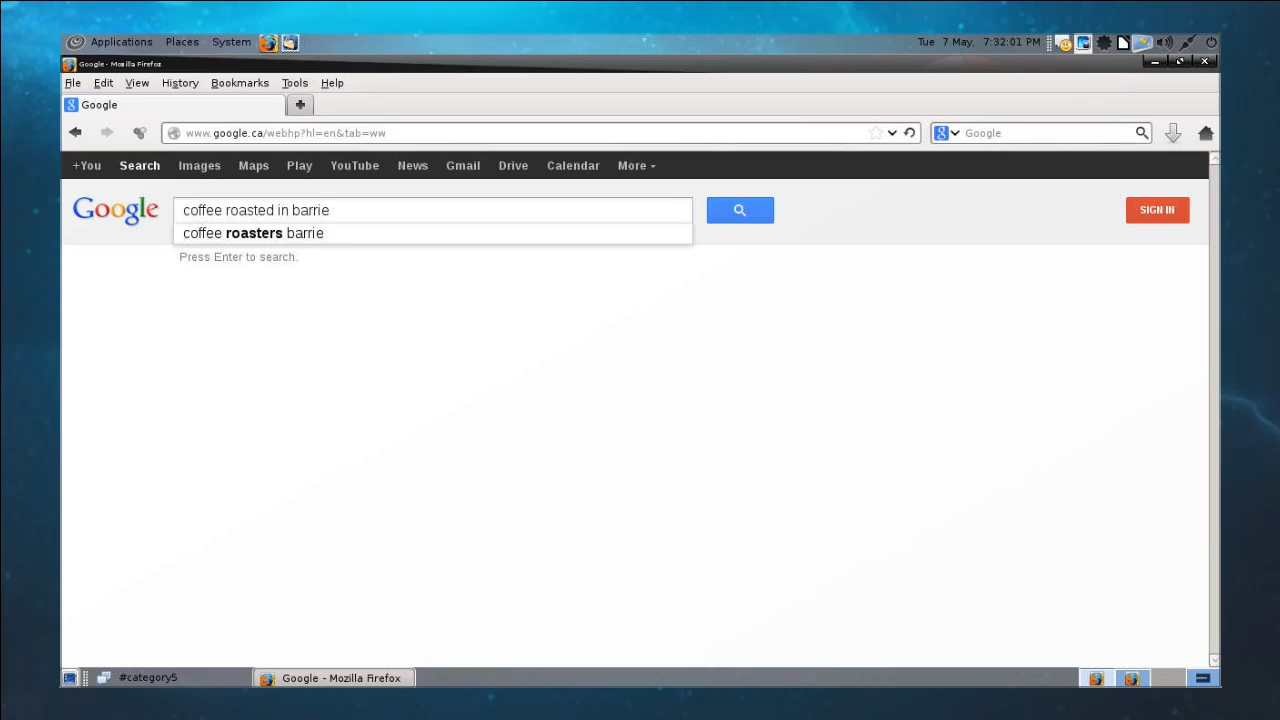 Applications Places System Tue 7 May, 7:32:01 PM
Google - Mozilla Firefox
File Edit View History Bookmarks Tools Help
Google
www.google.ca/webhp?hl=en&tab=ww Google
+You Search Images Maps Play YouTube News Gmail Drive Calendar More
Google coffee roasted in barrie SIGN IN
coffee roasters barrie
Press Enter to search.
#category5 Google - Mozilla Firefox